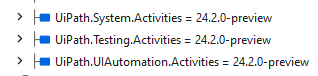 UiPath.System.Activities = 24.2.0-preview
UiPath.Testing.Activities = 24.2.0-preview
UiPath.UIAutomation.Activities = 24.2.0-preview